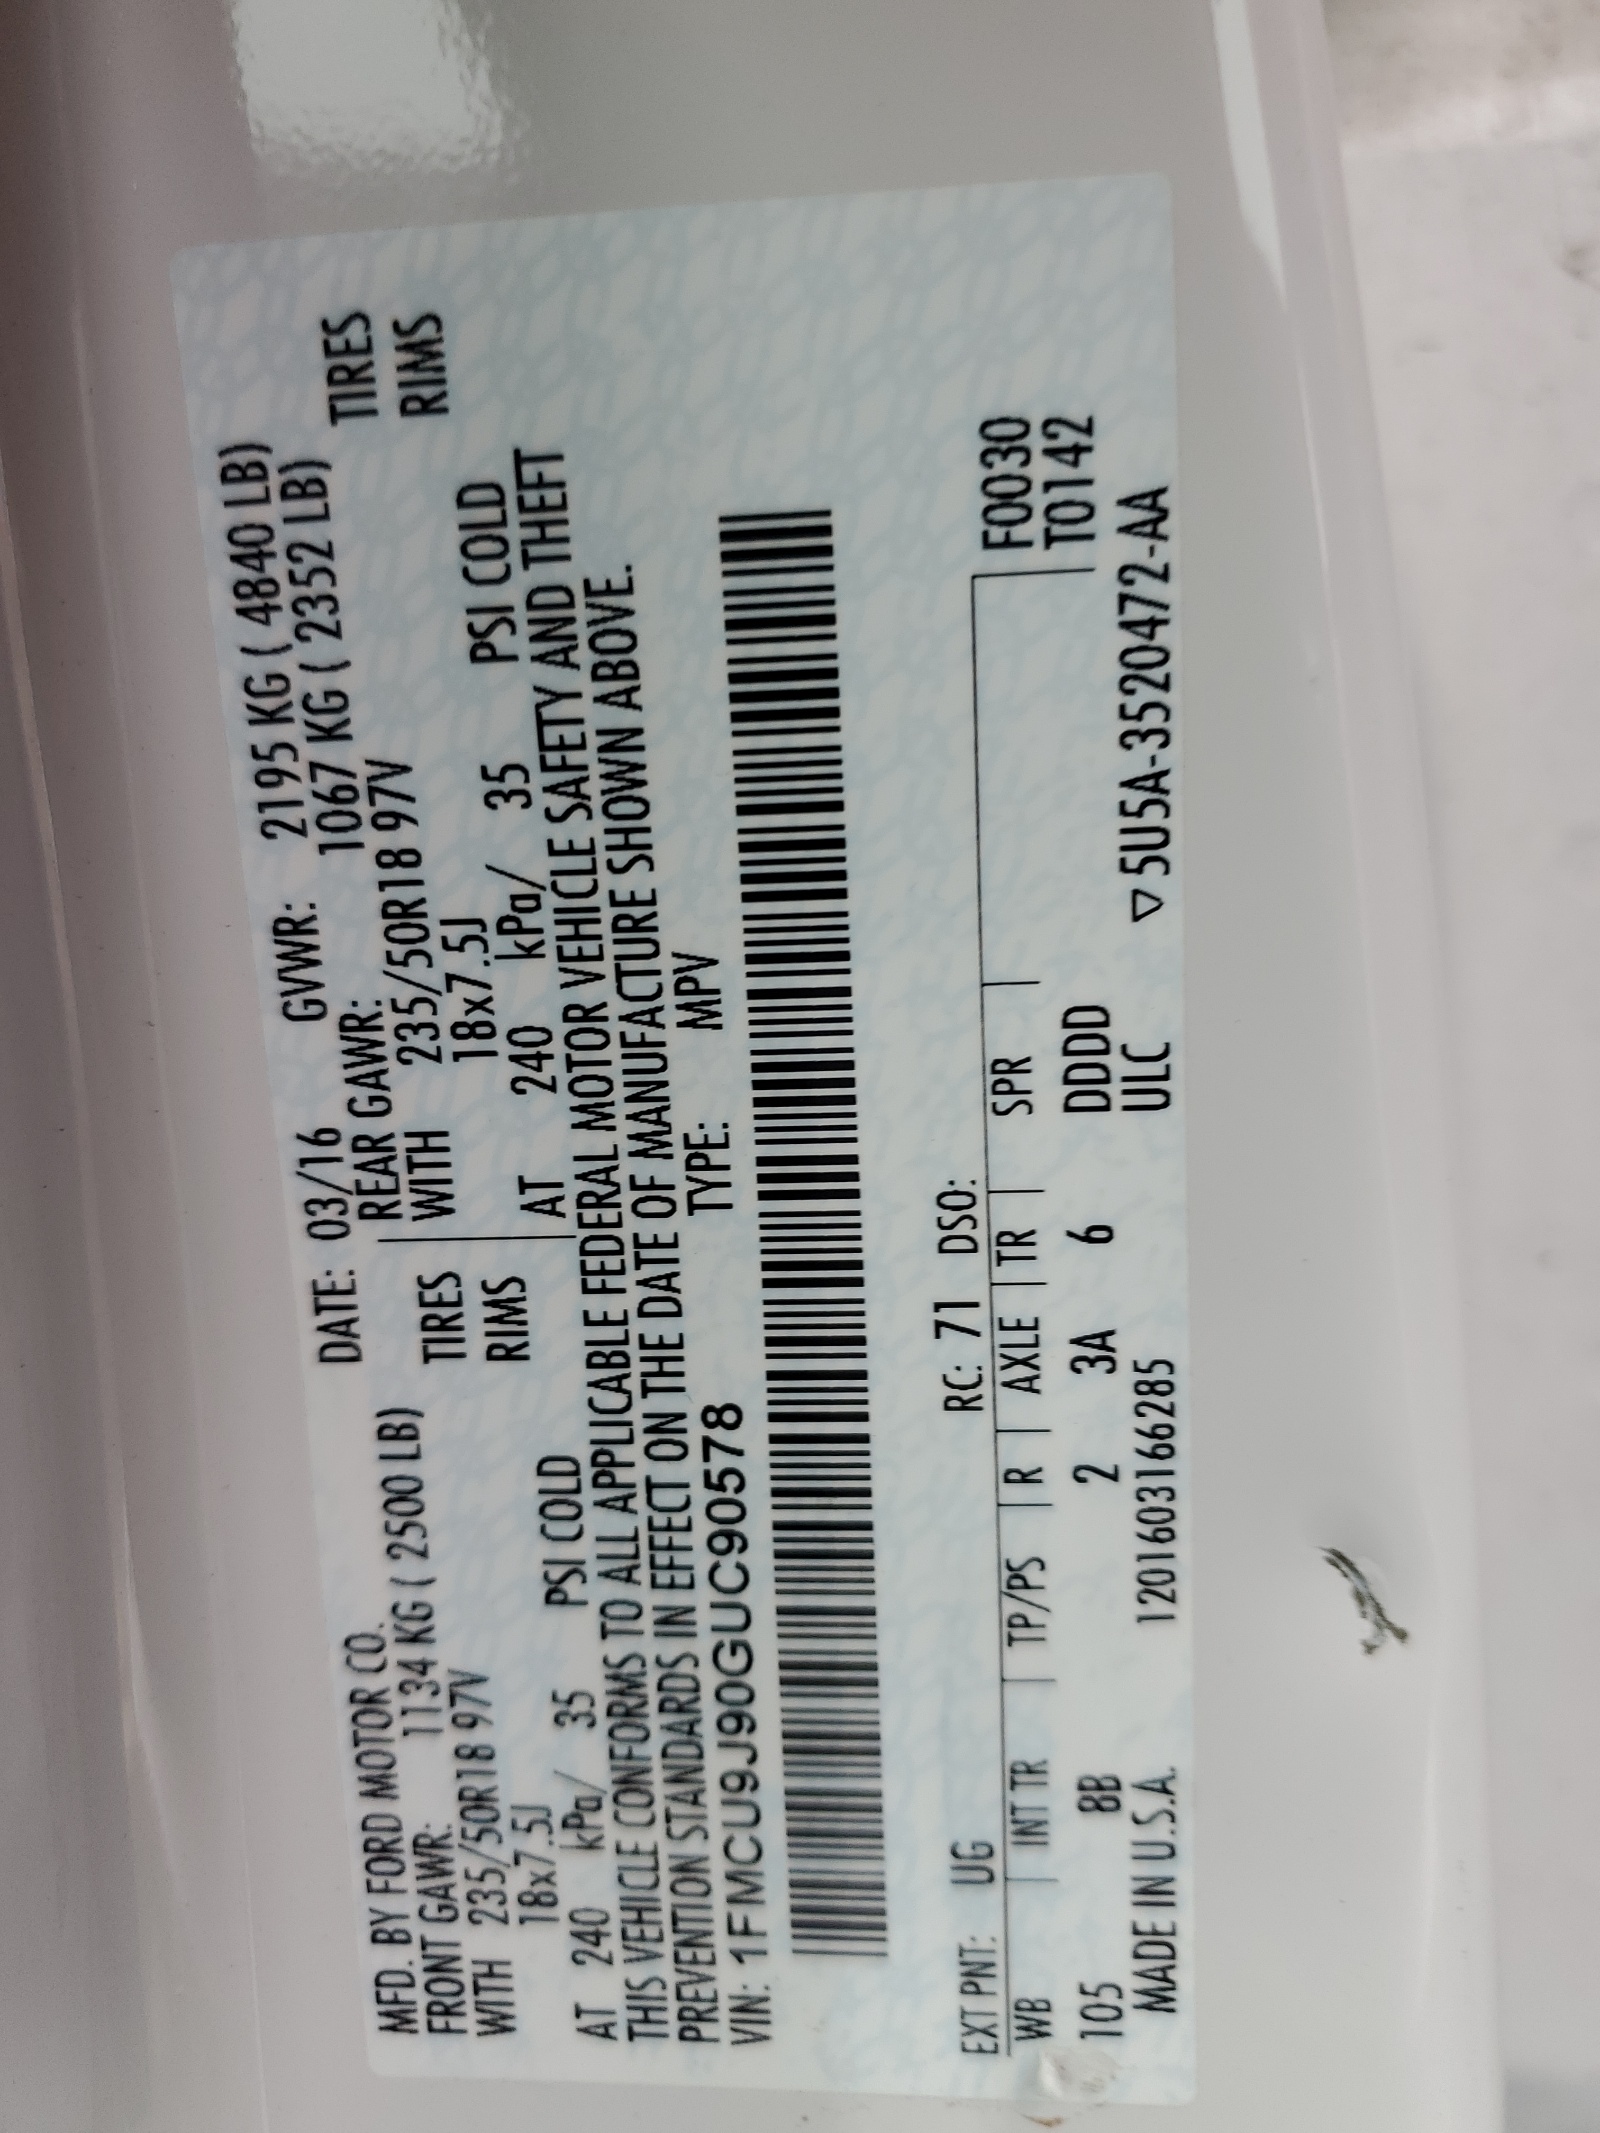 MFD. BY FORD MOTOR CO. DATE: 03/16 GVWR: 2195 KG ( 4840 LB)
FRONT GAWR: 1134 KG ( 2500 LB) REAR GAWR: 1067 KG ( 2352 LB)
WITH 235/50R18 97V TIRES WITH 235/50R18 97V TIRES
18x7.5J RIMS 18x7.5J RIMS
AT 240 kPa/ 35 PSI COLD AT 240 kPa/ 35 PSI COLD
THIS VEHICLE CONFORMS TO ALL APPLICABLE FEDERAL MOTOR VEHICLE SAFETY AND THEFT
PREVENTION STANDARDS IN EFFECT ON THE DATE OF MANUFACTURE SHOWN ABOVE.
VIN: 1FMCU9J90GUC90578 TYPE: MPV
EXT PNT: UG RC: 71 DSO:
WB INT TR TP/PS R AXLE TR SPR F0030
105 8B 2 3A 6 DDDD T0142
MADE IN U.S.A. 1201603166285 ULC ▽5U5A-3520472-AA